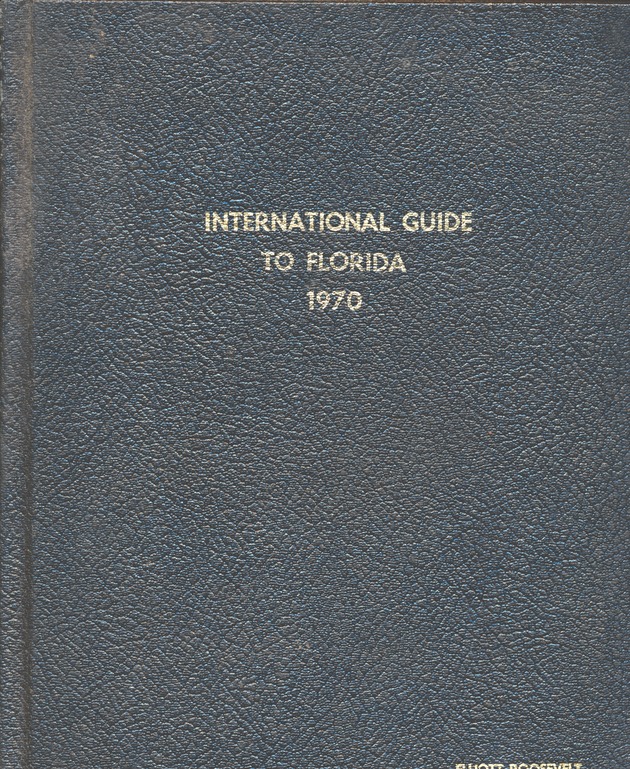 INTERNATIONAL GUIDE
TO FLORIDA
1970
ELLIOTT ROOSEVELT